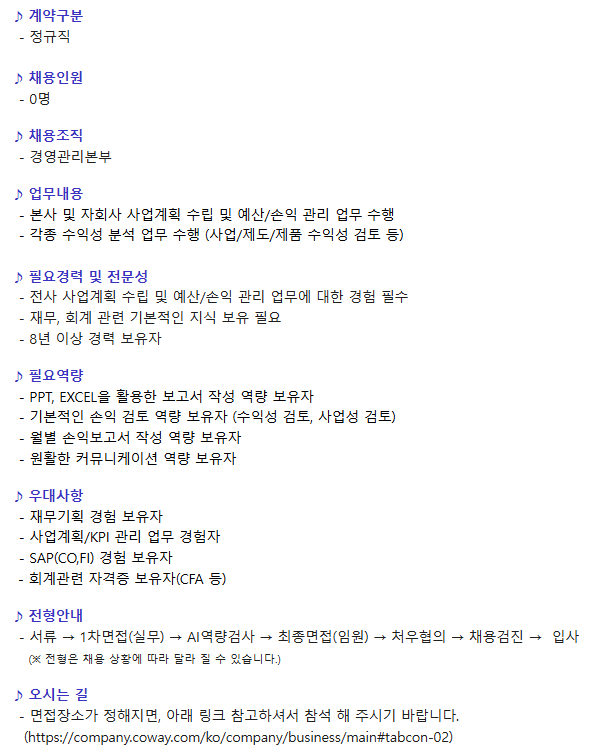 ♪ 계약구분
- 정규직
♪ 채용인원
- 0명
♪ 채용조직
- 경영관리본부
♪ 업무내용
- 본사 및 자회사 사업계획 수립 및 예산/손익 관리 업무 수행
- 각종 수익성 분석 업무 수행 (사업/제도/제품 수익성 검토 등)
♪ 필요경력 및 전문성
- 전사 사업계획 수립 및 예산/손익 관리 업무에 대한 경험 필수
- 재무, 회계 관련 기본적인 지식 보유 필요
- 8년 이상 경력 보유자
♪ 필요역량
- PPT, EXCEL을 활용한 보고서 작성 역량 보유자
- 기본적인 손익 검토 역량 보유자 (수익성 검토, 사업성 검토)
- 월별 손익보고서 작성 역량 보유자
- 원활한 커뮤니케이션 역량 보유자
♪ 우대사항
- 재무기획 경험 보유자
- 사업계획/KPI 관리 업무 경험자
- SAP(CO,FI) 경험 보유자
- 회계관련 자격증 보유자(CFA 등)
♪ 전형안내
- 서류 → 1차면접(실무) → AI역량검사 → 최종면접(임원) → 처우협의 → 채용검진 → 입사
(※ 전형은 채용 상황에 따라 달라 질 수 있습니다.)
♪ 오시는 길
- 면접장소가 정해지면, 아래 링크 참고하셔서 참석 해 주시기 바랍니다.
(https://company.coway.com/ko/company/business/main#tabcon-02)